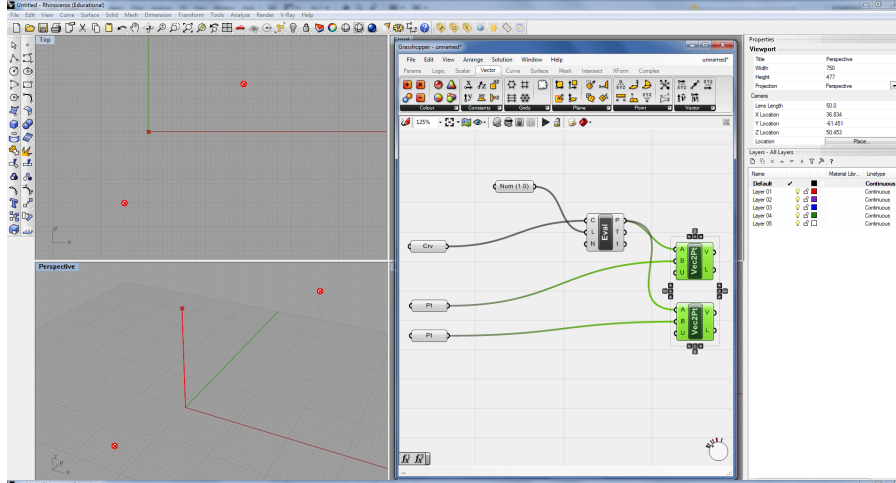 Untitled - Rhinoceros (Educational)
File Edit View Curve Surface Solid Mesh Dimension Transform Tools Analyze Render V-Ray Help
Top
y
x
Perspective
z
y
x
Grasshopper - unnamed*
File Edit View Arrange Solution Window Help unnamed*
Params Logic Scalar Vector Curve Surface Mesh Intersect XForm Complex
Colour Constants Grids Plane Point Vector
125%
Num (1.0)
C
L
N
Eval
P
T
Crv
Pt
Pt
A
B
U
Vec2Pt
V
L
A
B
U
Vec2Pt
V
L
Properties
Viewport
Title Perspective
Width 750
Height 477
Projection Perspective
Camera
Lens Length 50.0
X Location 36.834
Y Location -61.451
Z Location 50.453
Location Place...
Layers - All Layers
Name Material Libr... Linetype
Default Continuous
Layer 01 Continuous
Layer 02 Continuous
Layer 03 Continuous
Layer 04 Continuous
Layer 05 Continuous